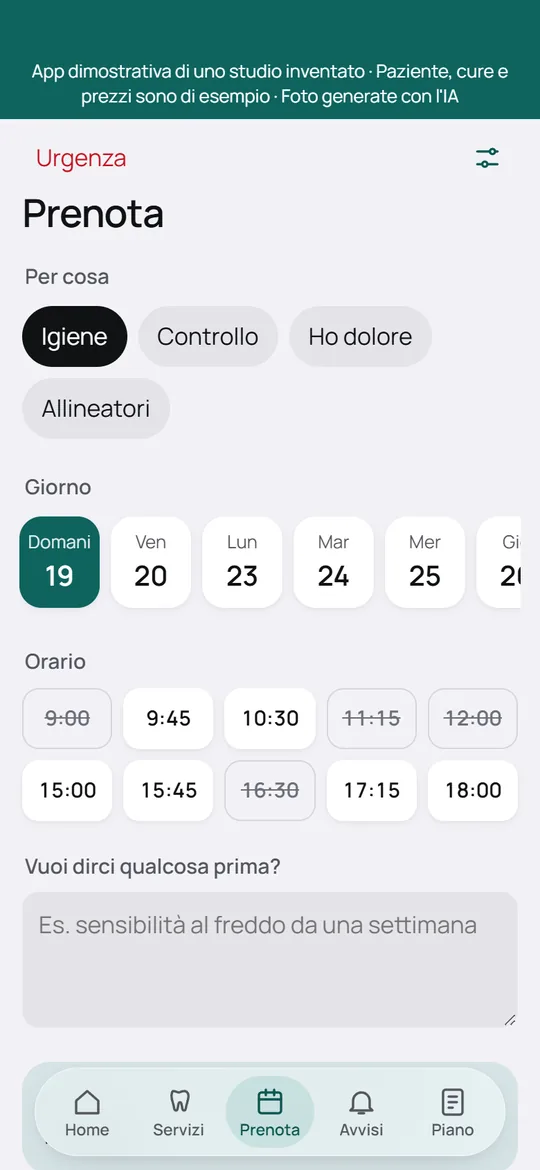 App dimostrativa di uno studio inventato · Paziente, cure e
prezzi sono di esempio · Foto generate con l'IA
Urgenza
Prenota
Per cosa
Igiene Controllo Ho dolore
Allineatori
Giorno
Domani Ven Lun Mar Mer
19 20 23 24 25
Orario
9:00 9:45 10:30 11:15 12:00
15:00 15:45 16:30 17:15 18:00
Vuoi dirci qualcosa prima?
Es. sensibilità al freddo da una settimana
Home Servizi Prenota Avvisi Piano